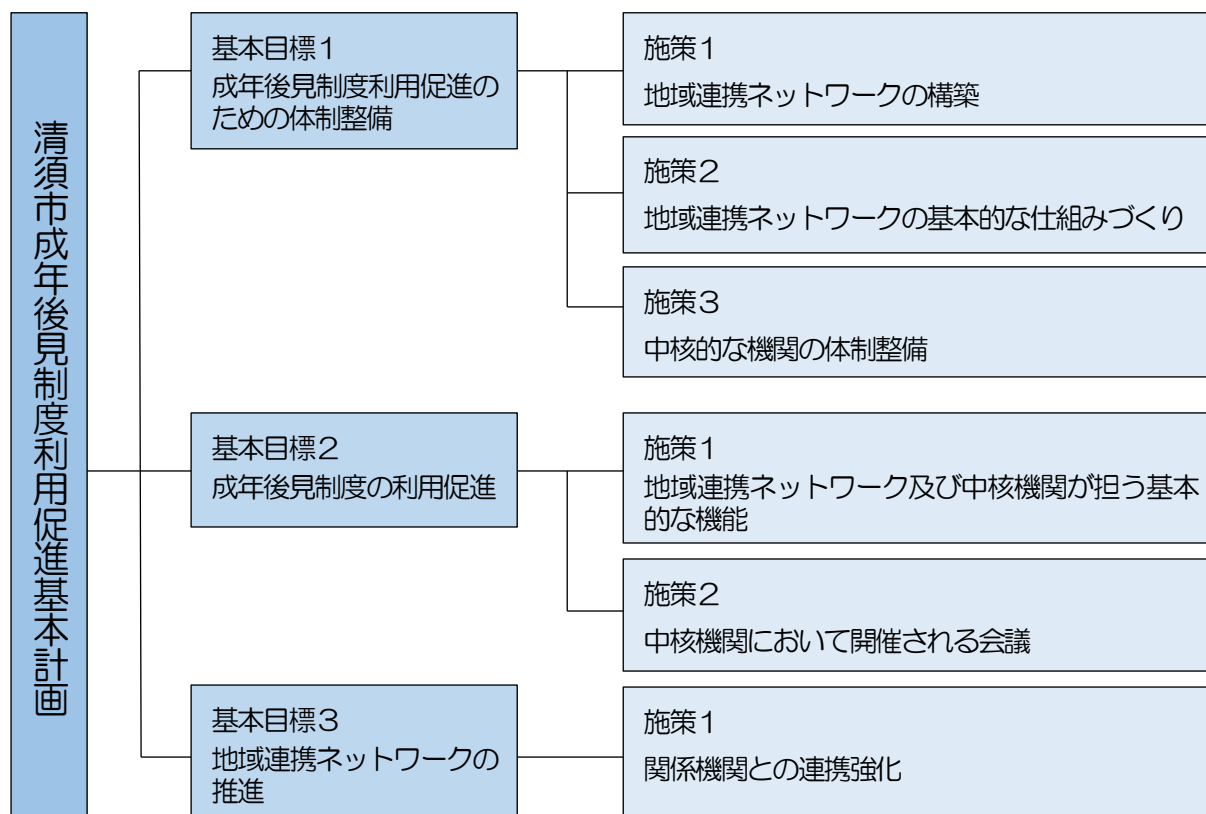 清須市成年後見制度利用促進基本計画
基本目標１
成年後見制度利用促進の
ための体制整備
施策１
地域連携ネットワークの構築
施策２
地域連携ネットワークの基本的な仕組みづくり
施策３
中核的な機関の体制整備
基本目標２
成年後見制度の利用促進
施策１
地域連携ネットワーク及び中核機関が担う基本
的な機能
施策２
中核機関において開催される会議
基本目標３
地域連携ネットワークの
推進
施策１
関係機関との連携強化